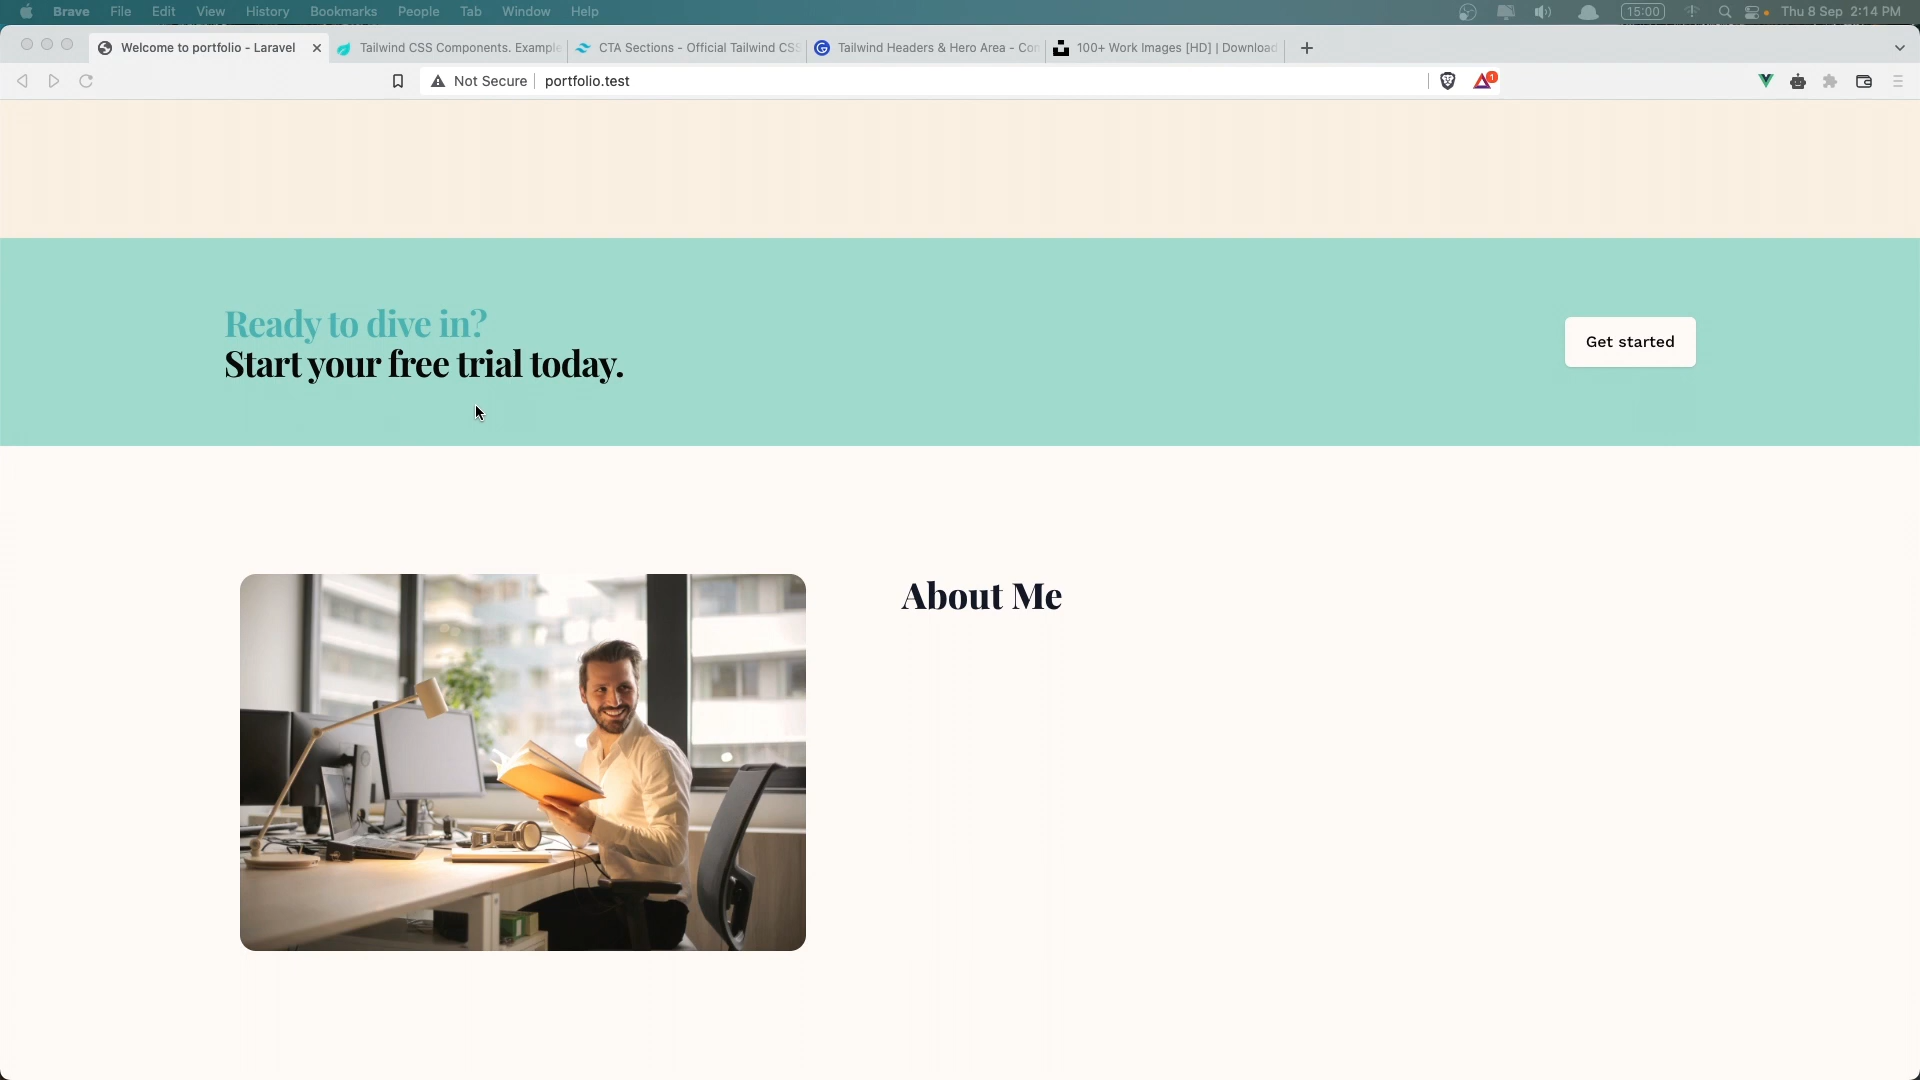 Brave File Edit View History Bookmarks People Tab Window Help 15:00 Thu 8 Sep 2:14 PM
Welcome to portfolio - Laravel Tailwind CSS Components. Example CTA Sections - Official Tailwind CSS Tailwind Headers & Hero Area - Con 100+ Work Images [HD] | Download
Not Secure portfolio.test 1
Ready to dive in?
Start your free trial today.
Get started
About Me